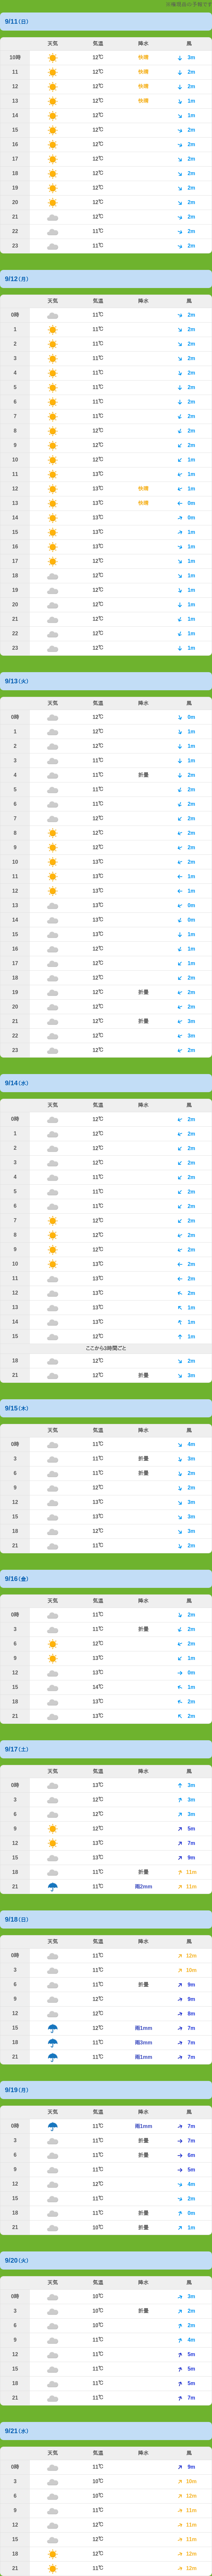 ※梅池岳の予報です
9/11(日)
天気 気温 降水 風
10時 12℃ 快晴 3m
11 12℃ 快晴 2m
12 12℃ 快晴 2m
13 12℃ 快晴 1m
14 12℃ 1m
15 12℃ 2m
16 12℃ 2m
17 12℃ 2m
18 12℃ 2m
19 12℃ 2m
20 12℃ 2m
21 12℃ 2m
22 11℃ 2m
23 11℃ 2m
9/12(月)
天気 気温 降水 風
0時 11℃ 2m
1 11℃ 2m
2 11℃ 2m
3 11℃ 2m
4 11℃ 2m
5 11℃ 2m
6 11℃ 2m
7 11℃ 2m
8 12℃ 2m
9 12℃ 2m
10 12℃ 1m
11 13℃ 1m
12 13℃ 快晴 1m
13 13℃ 快晴 0m
14 13℃ 0m
15 13℃ 1m
16 13℃ 1m
17 12℃ 1m
18 12℃ 1m
19 12℃ 1m
20 12℃ 1m
21 12℃ 1m
22 12℃ 1m
23 12℃ 1m
9/13(火)
天気 気温 降水 風
0時 12℃ 0m
1 12℃ 1m
2 12℃ 1m
3 11℃ 1m
4 11℃ 折曇 2m
5 11℃ 2m
6 11℃ 2m
7 12℃ 2m
8 12℃ 2m
9 12℃ 2m
10 13℃ 2m
11 13℃ 1m
12 13℃ 1m
13 13℃ 0m
14 13℃ 0m
15 13℃ 1m
16 13℃ 1m
17 13℃ 1m
18 12℃ 2m
19 12℃ 折曇 2m
20 12℃ 2m
21 12℃ 折曇 3m
22 12℃ 3m
23 12℃ 2m
9/14(水)
天気 気温 降水 風
0時 12℃ 2m
1 12℃ 2m
2 12℃ 2m
3 12℃ 2m
4 11℃ 2m
5 11℃ 2m
6 11℃ 2m
7 12℃ 2m
8 12℃ 2m
9 12℃ 2m
10 13℃ 2m
11 13℃ 2m
12 13℃ 2m
13 13℃ 1m
14 13℃ 1m
15 12℃ 1m
ここから3時間ごと
18 12℃ 2m
21 12℃ 折曇 3m
9/15(木)
天気 気温 降水 風
0時 11℃ 4m
3 11℃ 折曇 3m
6 11℃ 折曇 2m
9 12℃ 2m
12 13℃ 3m
15 13℃ 3m
18 12℃ 3m
21 11℃ 2m
9/16(金)
天気 気温 降水 風
0時 11℃ 2m
3 11℃ 折曇 2m
6 12℃ 2m
9 13℃ 1m
12 13℃ 0m
15 14℃ 1m
18 13℃ 2m
21 13℃ 2m
9/17(土)
天気 気温 降水 風
0時 13℃ 3m
3 12℃ 3m
6 12℃ 3m
9 12℃ 5m
12 13℃ 7m
15 13℃ 9m
18 11℃ 折曇 11m
21 11℃ 雨2mm 11m
9/18(日)
天気 気温 降水 風
0時 11℃ 12m
3 11℃ 10m
6 11℃ 折曇 9m
9 12℃ 9m
12 12℃ 8m
15 12℃ 雨1mm 7m
18 11℃ 雨3mm 7m
21 11℃ 雨1mm 7m
9/19(月)
天気 気温 降水 風
0時 11℃ 雨1mm 7m
3 11℃ 折曇 7m
6 11℃ 折曇 6m
9 11℃ 5m
12 12℃ 4m
15 11℃ 2m
18 11℃ 折曇 0m
21 10℃ 折曇 1m
9/20(火)
天気 気温 降水 風
0時 10℃ 3m
3 10℃ 折曇 2m
6 10℃ 2m
9 11℃ 4m
12 11℃ 5m
15 11℃ 5m
18 11℃ 5m
21 11℃ 7m
9/21(水)
天気 気温 降水 風
0時 11℃ 9m
3 10℃ 10m
6 10℃ 12m
9 11℃ 11m
12 12℃ 11m
15 12℃ 11m
18 12℃ 12m
21 11℃ 12m